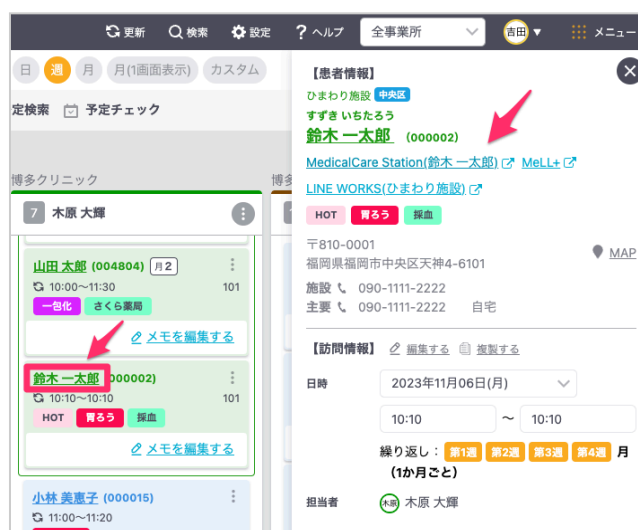 更新 検索 設定 ? ヘルプ 全事業所 吉田 ▼ メニュー
日 週 月 月(1画面表示) カスタム
定検索 予定チェック
博多クリニック
7 木原 大輝
山田 太郎 (004804) 月2
10:00〜11:30 101
一包化 さくら薬局
メモを編集する
鈴木 一太郎 (000002)
10:10〜10:10 101
HOT 胃ろう 採血
メモを編集する
小林 美恵子 (000015)
11:00〜11:20
博多
【患者情報】
ひまわり施設 中央区
すずき いちたろう
鈴木 一太郎 (000002)
MedicalCare Station(鈴木 一太郎) MeLL+
LINE WORKS(ひまわり施設)
HOT 胃ろう 採血
〒810-0001
福岡県福岡市中央区天神4-6101
MAP
施設 090-1111-2222
主要 090-1111-2222 自宅
【訪問情報】 編集する 複製する
日時 2023年11月06日(月)
10:10 〜 10:10
繰り返し： 第1週 第2週 第3週 第4週 月
(1か月ごと)
担当者 木原 木原 大輝